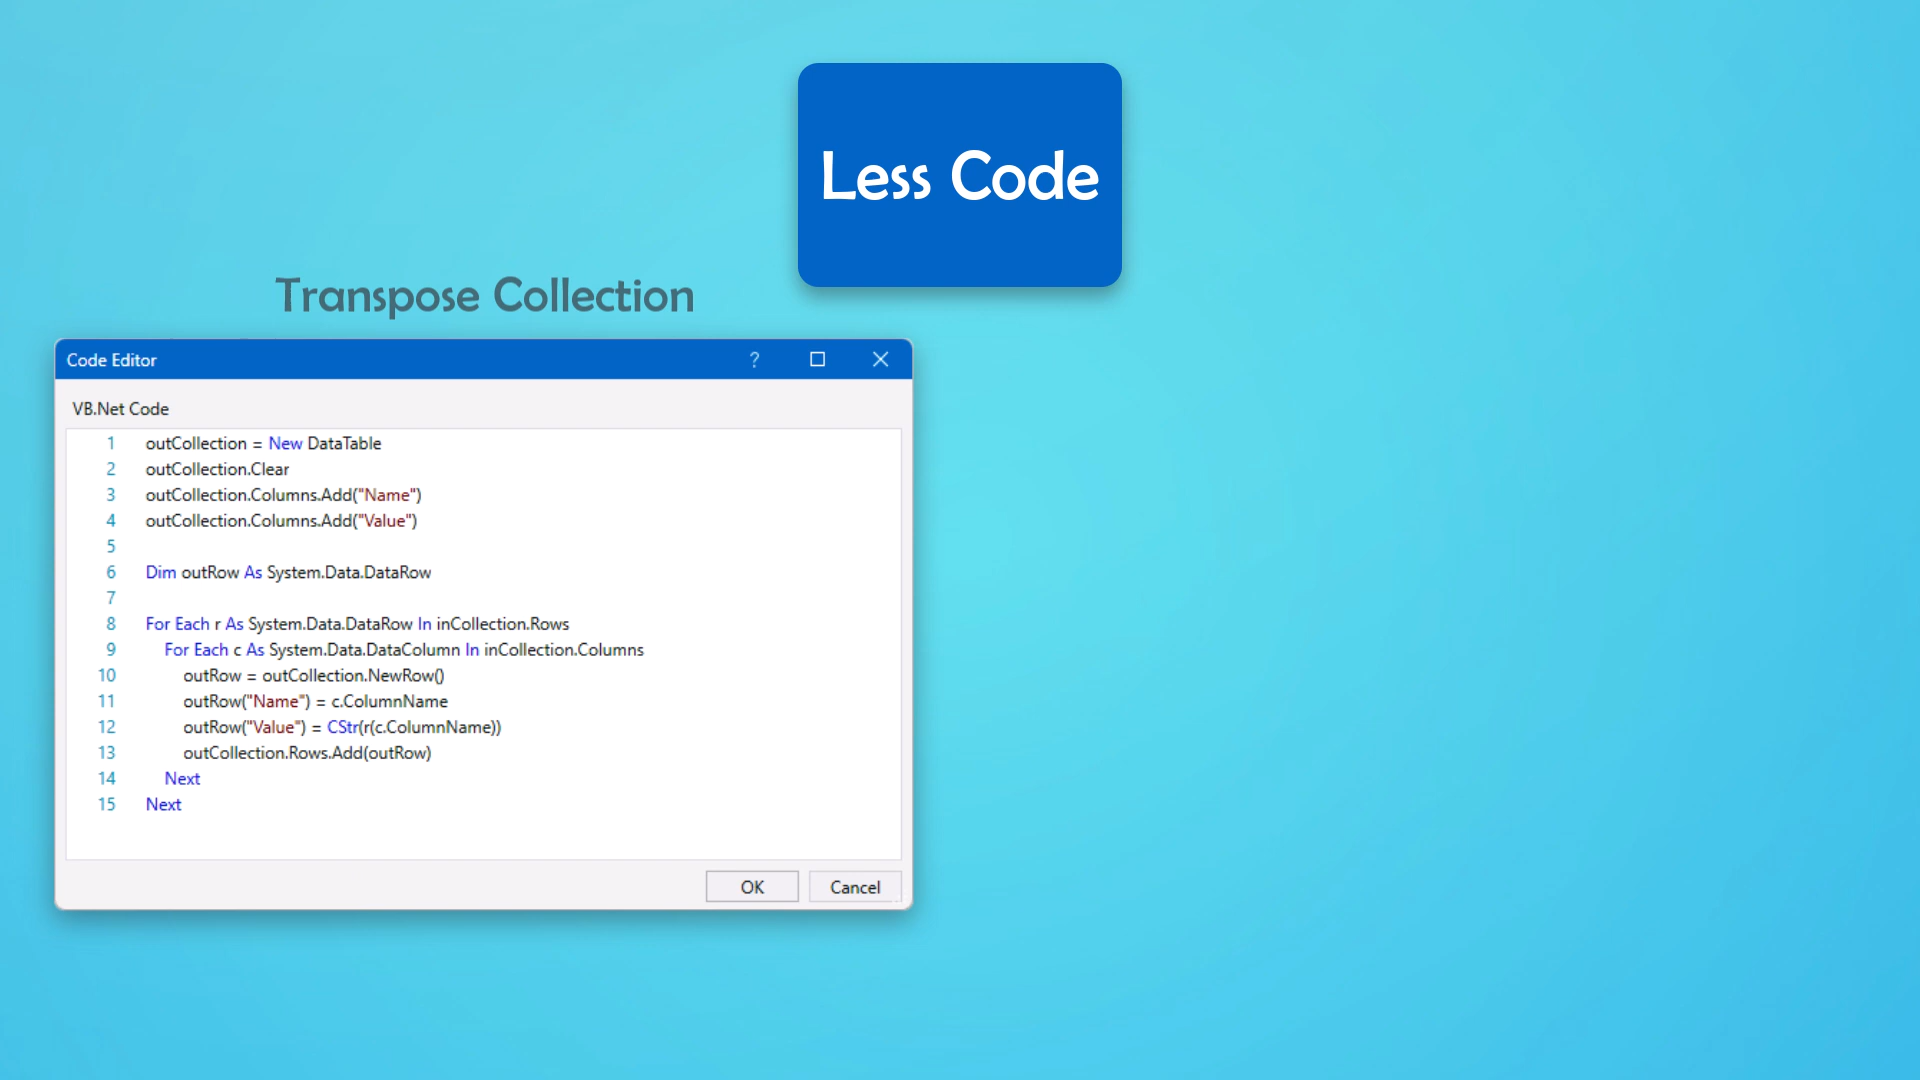 Less Code
Transpose Collection
Code Editor
VB.Net Code
1 outCollection = New DataTable
2 outCollection.Clear
3 outCollection.Columns.Add("Name")
4 outCollection.Columns.Add("Value")
5
6 Dim outRow As System.Data.DataRow
7
8 For Each r As System.Data.DataRow In inCollection.Rows
9     For Each c As System.Data.DataColumn In inCollection.Columns
10         outRow = outCollection.NewRow()
11         outRow("Name") = c.ColumnName
12         outRow("Value") = CStr(r(c.ColumnName))
13         outCollection.Rows.Add(outRow)
14     Next
15 Next
OK Cancel